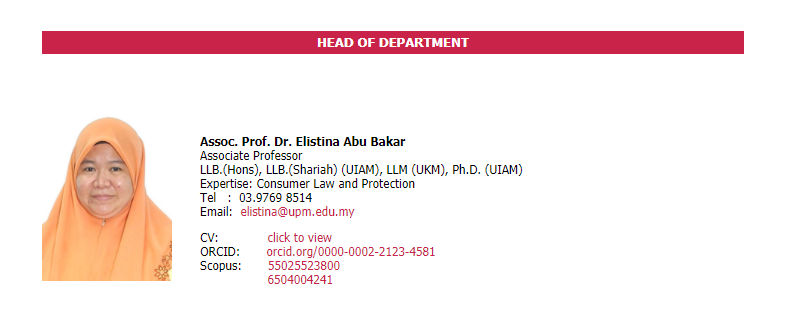 HEAD OF DEPARTMENT
Assoc. Prof. Dr. Elistina Abu Bakar
Associate Professor
LLB.(Hons), LLB.(Shariah) (UIAM), LLM (UKM), Ph.D. (UIAM)
Expertise: Consumer Law and Protection
Tel : 03.9769 8514
Email: elistina@upm.edu.my
CV: click to view
ORCID: orcid.org/0000-0002-2123-4581
Scopus: 55025523800
6504004241